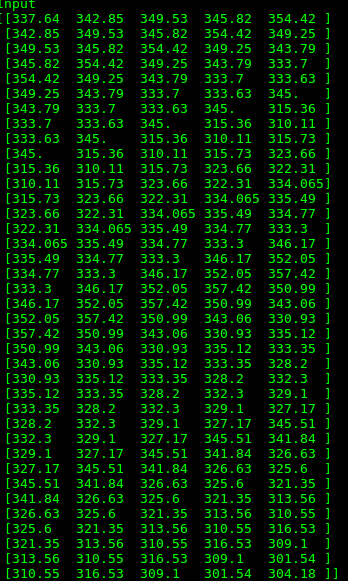 Input
[[337.64 342.85 349.53 345.82 354.42 ]
[342.85 349.53 345.82 354.42 349.25 ]
[349.53 345.82 354.42 349.25 343.79 ]
[345.82 354.42 349.25 343.79 333.7 ]
[354.42 349.25 343.79 333.7 333.63 ]
[349.25 343.79 333.7 333.63 345. ]
[343.79 333.7 333.63 345. 315.36 ]
[333.7 333.63 345. 315.36 310.11 ]
[333.63 345. 315.36 310.11 315.73 ]
[345. 315.36 310.11 315.73 323.66 ]
[315.36 310.11 315.73 323.66 322.31 ]
[310.11 315.73 323.66 322.31 334.065]
[315.73 323.66 322.31 334.065 335.49 ]
[323.66 322.31 334.065 335.49 334.77 ]
[322.31 334.065 335.49 334.77 333.3 ]
[334.065 335.49 334.77 333.3 346.17 ]
[335.49 334.77 333.3 346.17 352.05 ]
[334.77 333.3 346.17 352.05 357.42 ]
[333.3 346.17 352.05 357.42 350.99 ]
[346.17 352.05 357.42 350.99 343.06 ]
[352.05 357.42 350.99 343.06 330.93 ]
[357.42 350.99 343.06 330.93 335.12 ]
[350.99 343.06 330.93 335.12 333.35 ]
[343.06 330.93 335.12 333.35 328.2 ]
[330.93 335.12 333.35 328.2 332.3 ]
[335.12 333.35 328.2 332.3 329.1 ]
[333.35 328.2 332.3 329.1 327.17 ]
[328.2 332.3 329.1 327.17 345.51 ]
[332.3 329.1 327.17 345.51 341.84 ]
[329.1 327.17 345.51 341.84 326.63 ]
[327.17 345.51 341.84 326.63 325.6 ]
[345.51 341.84 326.63 325.6 321.35 ]
[341.84 326.63 325.6 321.35 313.56 ]
[326.63 325.6 321.35 313.56 310.55 ]
[325.6 321.35 313.56 310.55 316.53 ]
[321.35 313.56 310.55 316.53 309.1 ]
[313.56 310.55 316.53 309.1 301.54 ]
[310.55 316.53 309.1 301.54 304.18 ]]